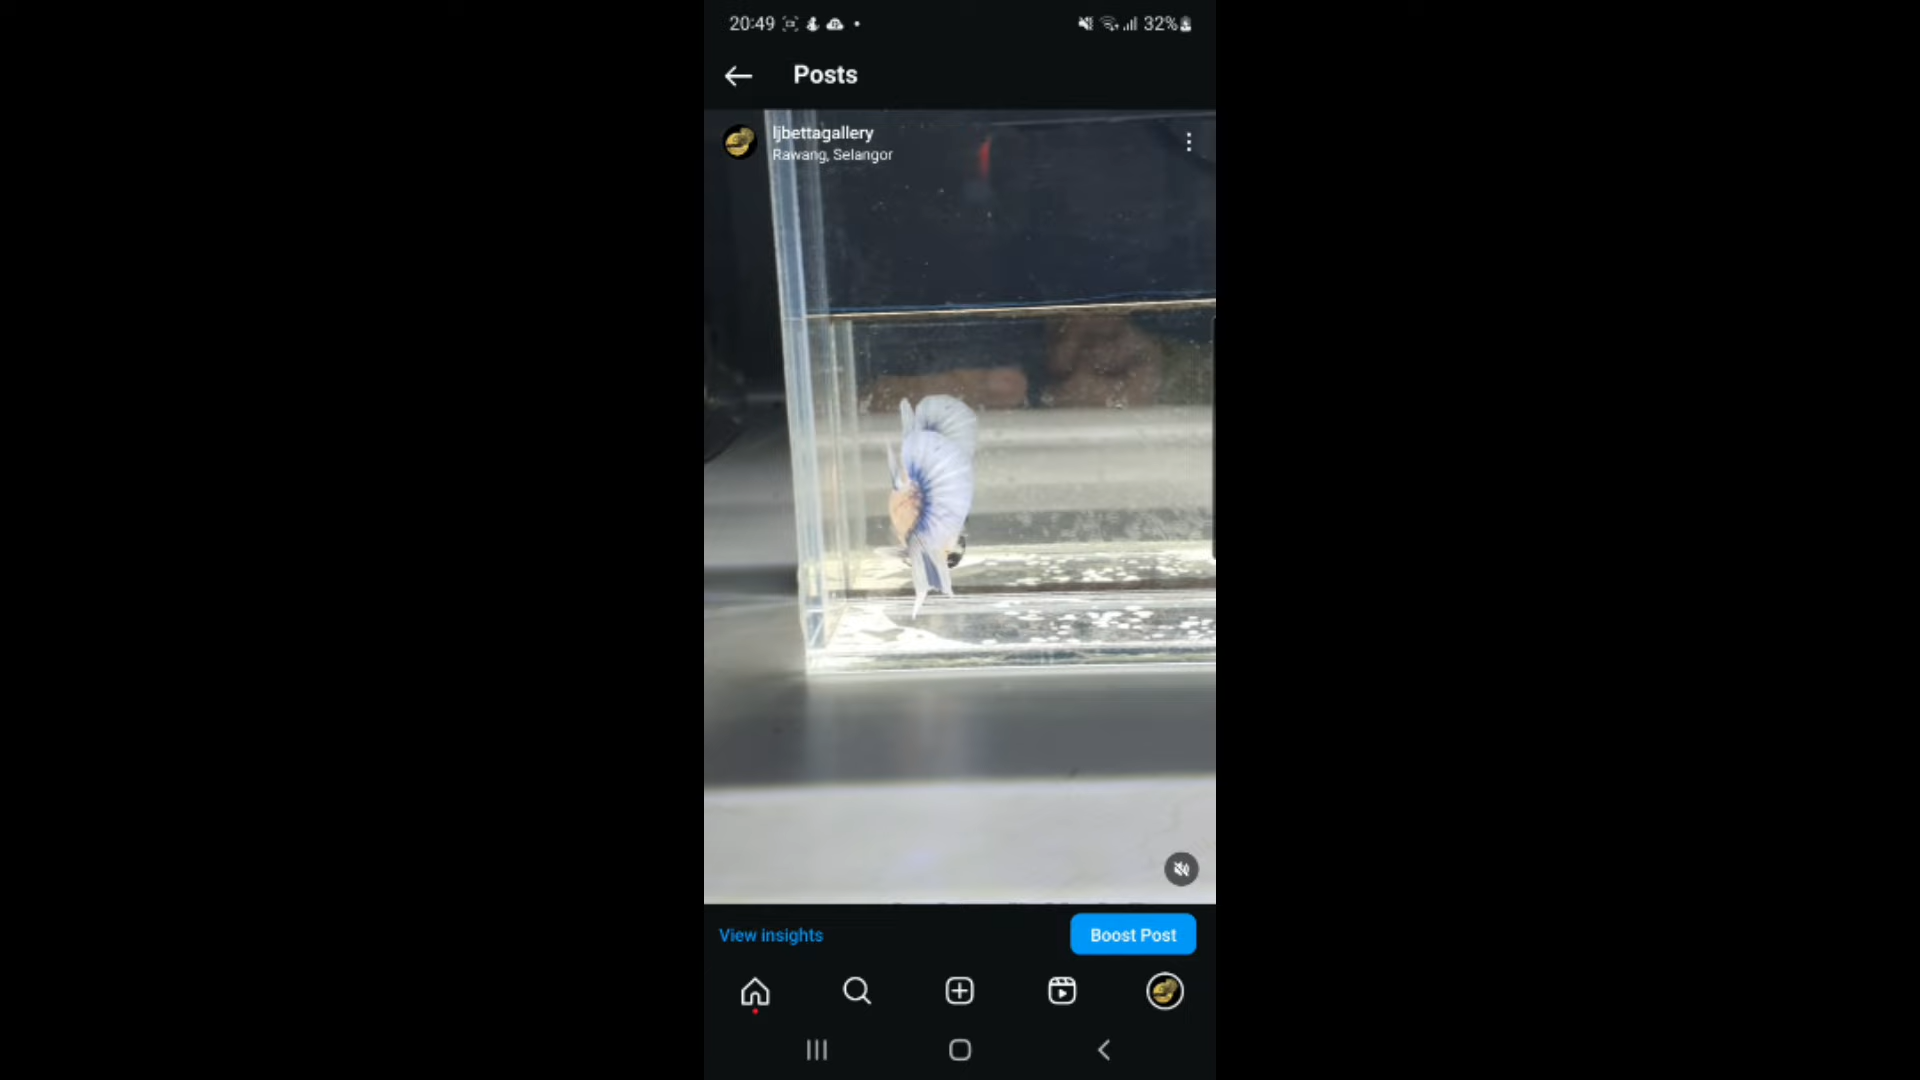 20:49 32%
Posts
ljbettagallery
Rawang, Selangor
View insights
Boost Post